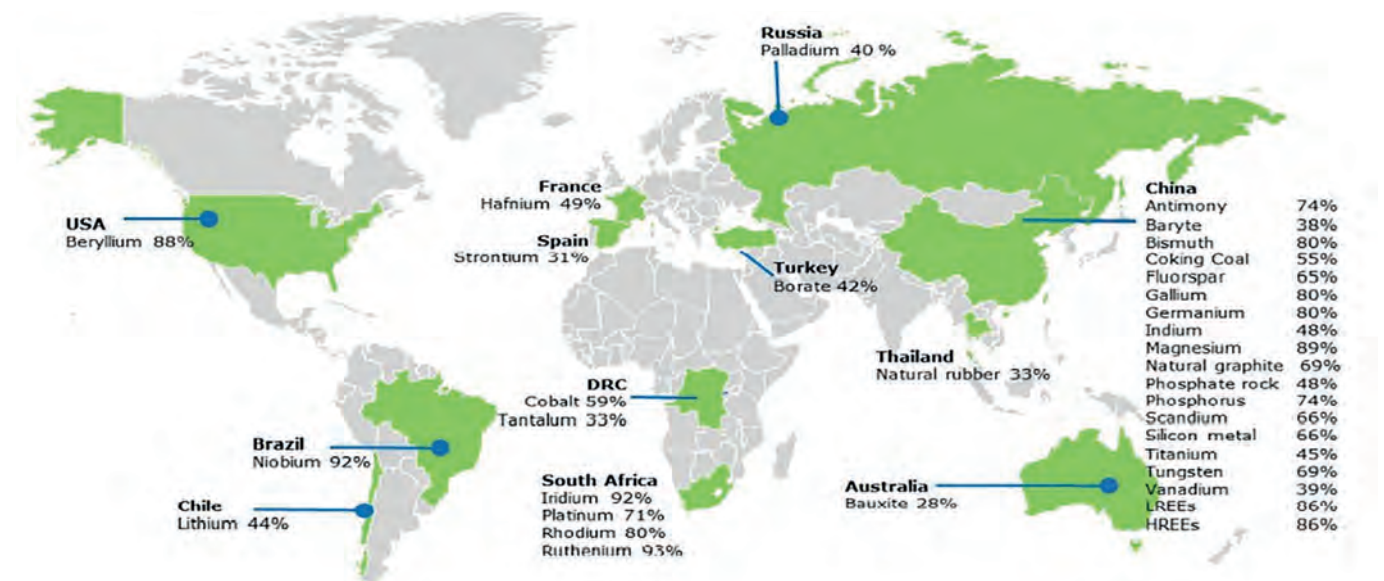 Russia
Palladium 40 %
USA
Beryllium 88%
France
Hafnium 49%
Spain
Strontium 31%
Turkey
Borate 42%
China
Antimony 74%
Baryte 38%
Bismuth 80%
Coking Coal 55%
Fluorspar 65%
Gallium 80%
Germanium 80%
Indium 48%
Magnesium 89%
Natural graphite 69%
Phosphate rock 48%
Phosphorus 74%
Scandium 66%
Silicon metal 66%
Titanium 45%
Tungsten 69%
Vanadium 39%
LREEs 86%
HREEs 86%
Thailand
Natural rubber 33%
DRC
Cobalt 59%
Tantalum 33%
Brazil
Niobium 92%
Chile
Lithium 44%
South Africa
Iridium 92%
Platinum 71%
Rhodium 80%
Ruthenium 93%
Australia
Bauxite 28%